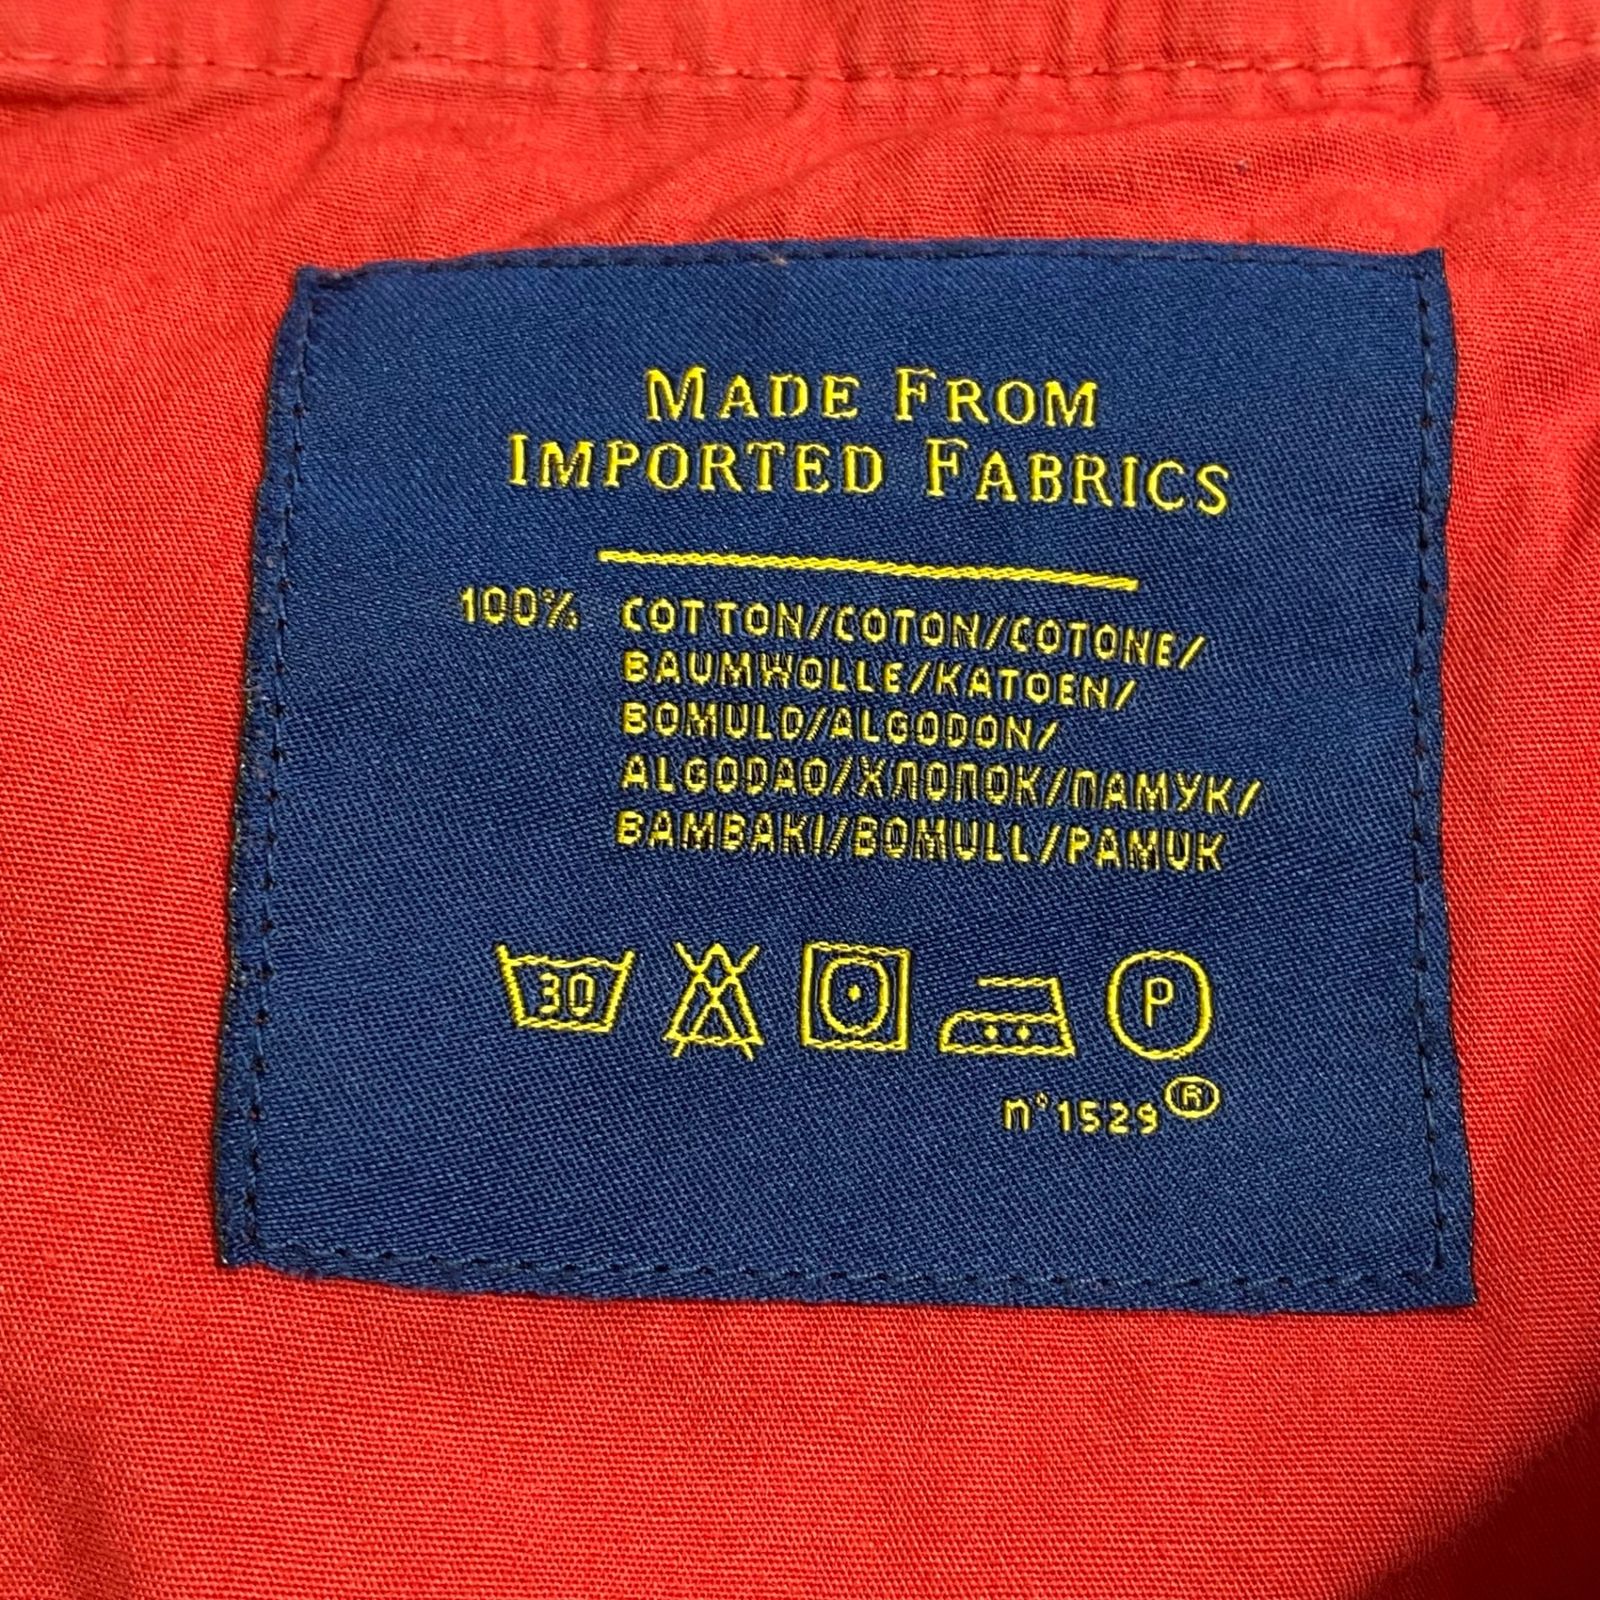 MADE FROM
IMPORTED FABRICS
100% COTTON/COTON/COTONE/
BAUMWOLLE/KATOEN/
BOMULD/ALGODON/
ALGODAO/ХЛОПОК/ПАМУК/
BAMBAKI/BOMULL/PAMUK
30 P
n°1529®